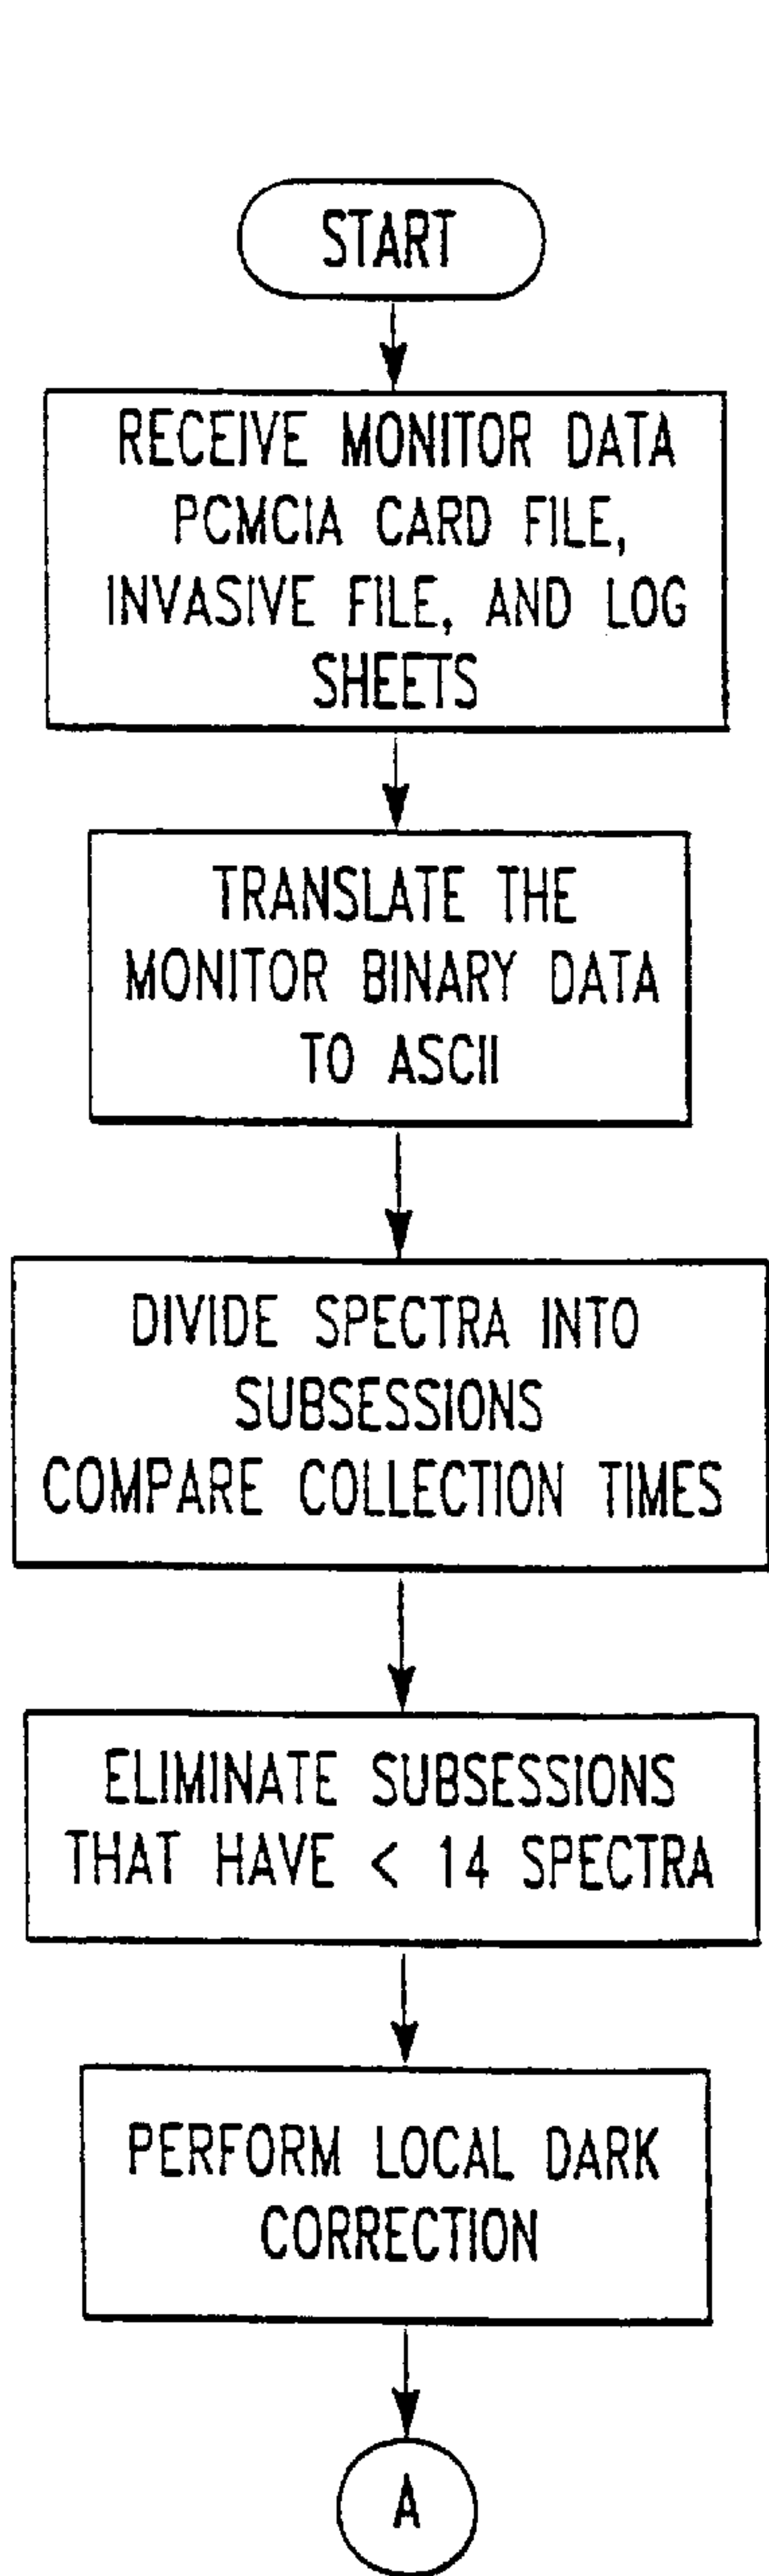 START
RECEIVE MONITOR DATA
PCMCIA CARD FILE,
INVASIVE FILE, AND LOG
SHEETS
TRANSLATE THE
MONITOR BINARY DATA
TO ASCII
DIVIDE SPECTRA INTO
SUBSESSIONS
COMPARE COLLECTION TIMES
ELIMINATE SUBSESSIONS
THAT HAVE < 14 SPECTRA
PERFORM LOCAL DARK
CORRECTION
A